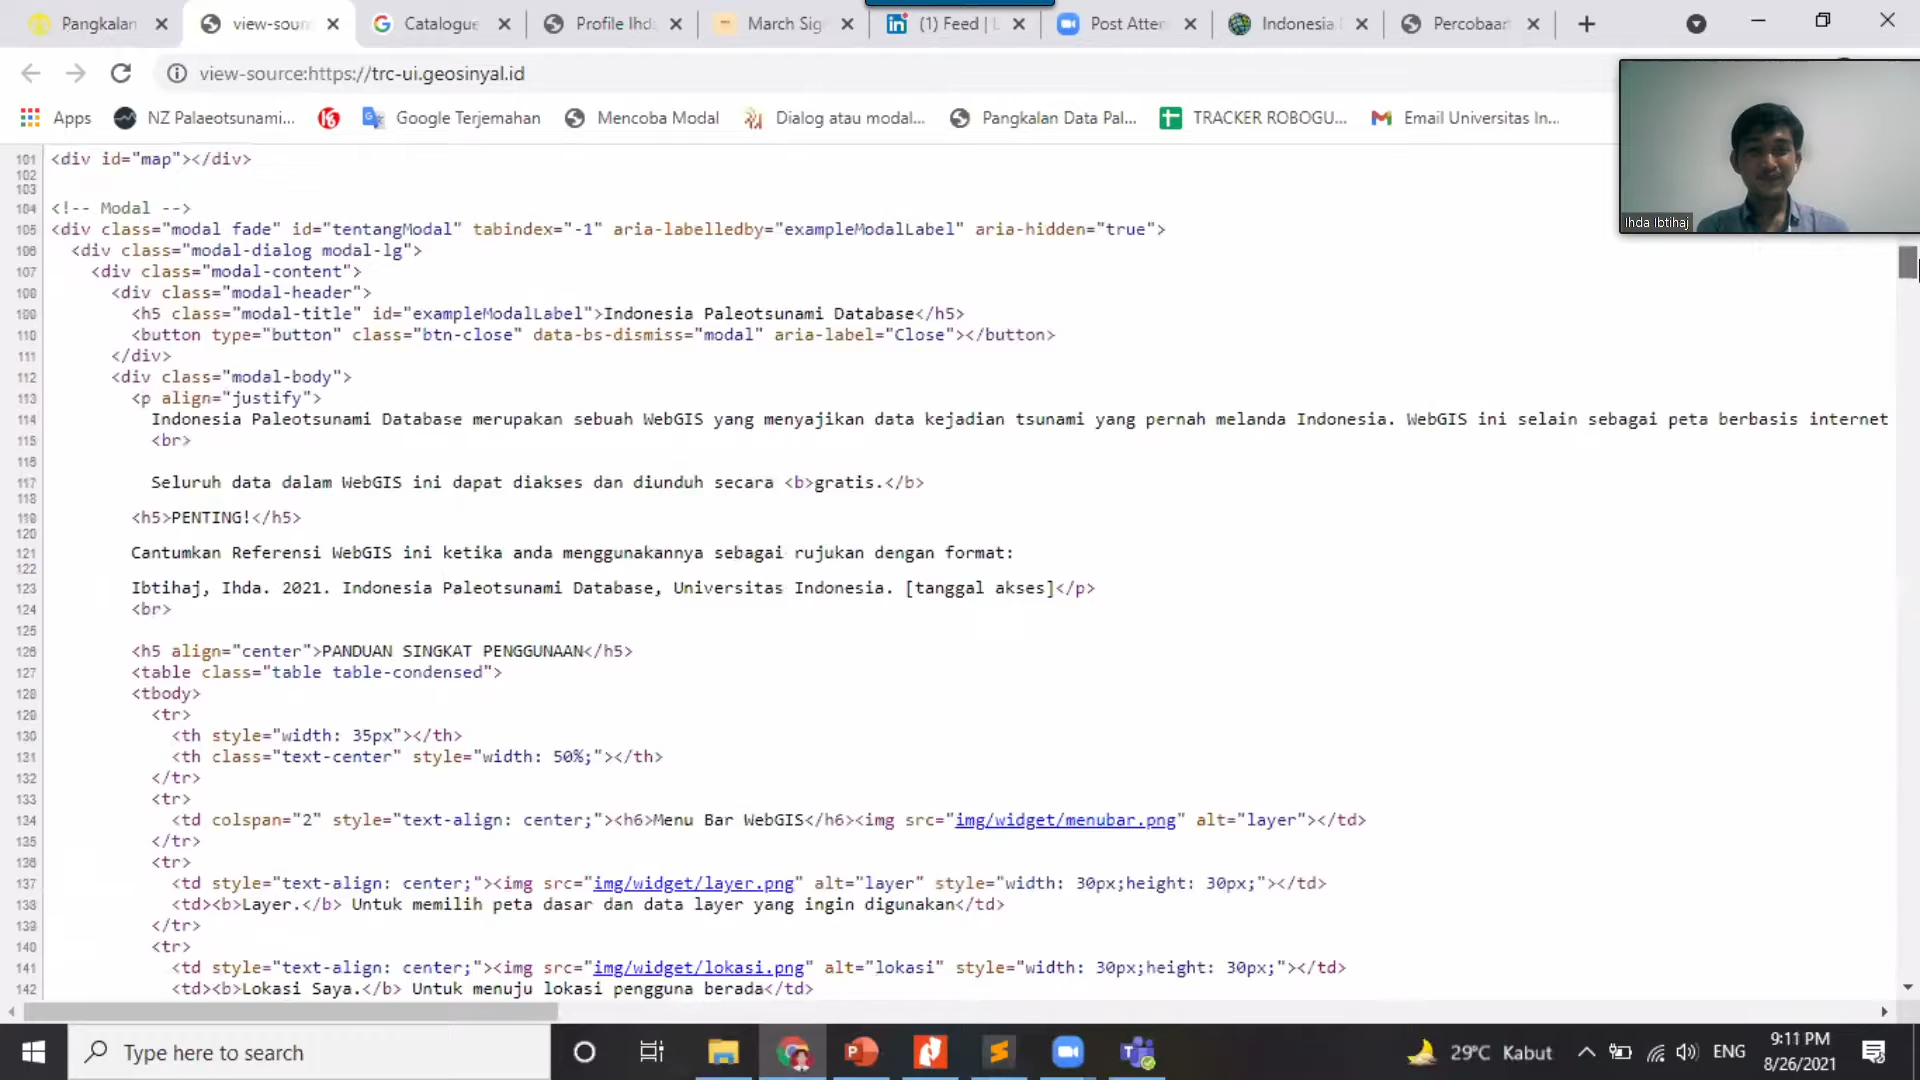 Pangkalan
view-sour
Catalogue
Profile Ihd
March Sig
(1) Feed | L
Post Atte
Indonesia
Percobaan
view-source:https://trc-ui.geosinyal.id
Apps
NZ Palaeotsunami...
Google Terjemahan
Mencoba Modal
Dialog atau modal...
Pangkalan Data Pal...
TRACKER ROBOGU...
Email Universitas In...
Ihda Ibtihaj
101 <div id="map"></div>
102
103
104 <!-- Modal -->
105 <div class="modal fade" id="tentangModal" tabindex="-1" aria-labelledby="exampleModalLabel" aria-hidden="true">
106 <div class="modal-dialog modal-lg">
107 <div class="modal-content">
108 <div class="modal-header">
109 <h5 class="modal-title" id="exampleModalLabel">Indonesia Paleotsunami Database</h5>
110 <button type="button" class="btn-close" data-bs-dismiss="modal" aria-label="Close"></button>
111 </div>
112 <div class="modal-body">
113 <p align="justify">
114 Indonesia Paleotsunami Database merupakan sebuah WebGIS yang menyajikan data kejadian tsunami yang pernah melanda Indonesia. WebGIS ini selain sebagai peta berbasis internet
115 <br>
116
117 Seluruh data dalam WebGIS ini dapat diakses dan diunduh secara <b>gratis.</b>
118
119 <h5>PENTING!</h5>
120
121 Cantumkan Referensi WebGIS ini ketika anda menggunakannya sebagai rujukan dengan format:
122
123 Ibtihaj, Ihda. 2021. Indonesia Paleotsunami Database, Universitas Indonesia. [tanggal akses]</p>
124 <br>
125
126 <h5 align="center">PANDUAN SINGKAT PENGGUNAAN</h5>
127 <table class="table table-condensed">
128 <tbody>
129 <tr>
130 <th style="width: 35px"></th>
131 <th class="text-center" style="width: 50%;"></th>
132 </tr>
133 <tr>
134 <td colspan="2" style="text-align: center;"><h6>Menu Bar WebGIS</h6><img src="img/widget/menubar.png" alt="layer"></td>
135 </tr>
136 <tr>
137 <td style="text-align: center;"><img src="img/widget/layer.png" alt="layer" style="width: 30px;height: 30px;"></td>
138 <td><b>Layer.</b> Untuk memilih peta dasar dan data layer yang ingin digunakan</td>
139 </tr>
140 <tr>
141 <td style="text-align: center;"><img src="img/widget/lokasi.png" alt="lokasi" style="width: 30px;height: 30px;"></td>
142 <td><b>Lokasi Saya.</b> Untuk menuju lokasi pengguna berada</td>
Type here to search
29°C Kabut
ENG
9:11 PM
8/26/2021